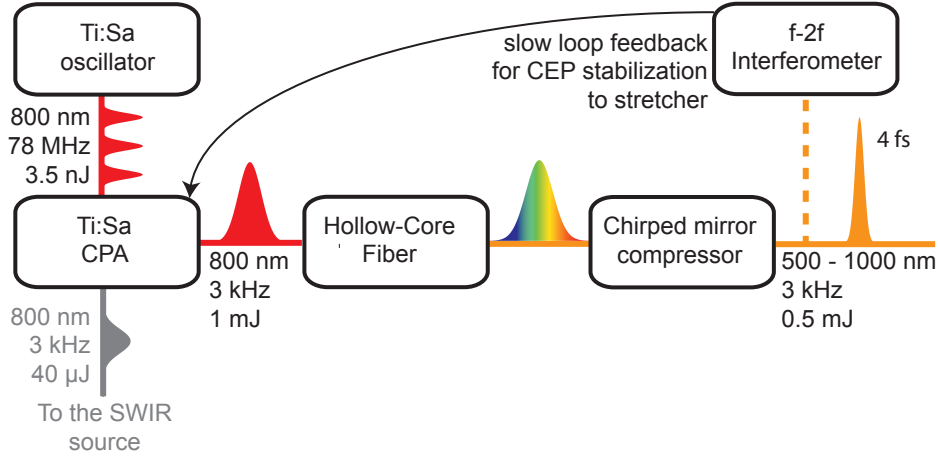 Ti:Sa
oscillator
slow loop feedback
for CEP stabilization
to stretcher
f-2f
Interferometer
800 nm
78 MHz
3.5 nJ
4 fs
Ti:Sa
CPA
Hollow-Core
Fiber
Chirped mirror
compressor
800 nm
3 kHz
1 mJ
500 - 1000 nm
3 kHz
0.5 mJ
800 nm
3 kHz
40 µJ
To the SWIR
source